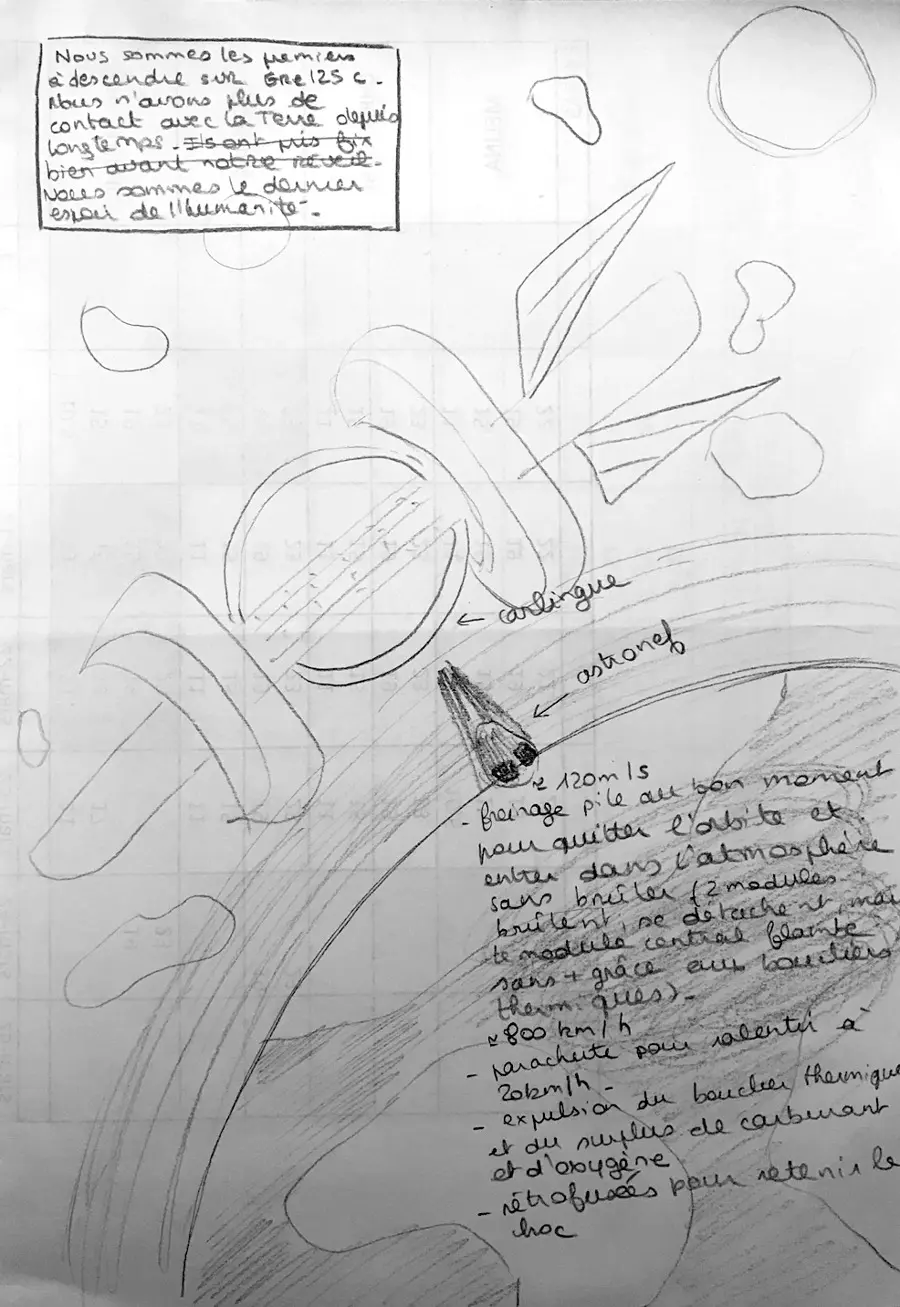 Nous sommes les premiers
à descendre sur GRE125 C.
Nous n'avons plus de
contact avec la Terre depuis
longtemps. Ils ont pris fin
bien avant notre réveil.
Nous sommes le dernier
espoir de l'humanité.
carlingue
astronef
≈ 120m/s
- freinage pile au bon moment
pour quitter l'orbite et
entrer dans l'atmosphère
sans brûler (2 modules
brûlent, se détachent, mais
le module central flambe
sans + grâce aux boucliers
thermiques).
≈ 800 km/h
- parachute pour ralentir à
20km/h.
- expulsion du bouclier thermique
et du surplus de carburant
et d'oxygène
- rétrofusées pour retenir le
choc